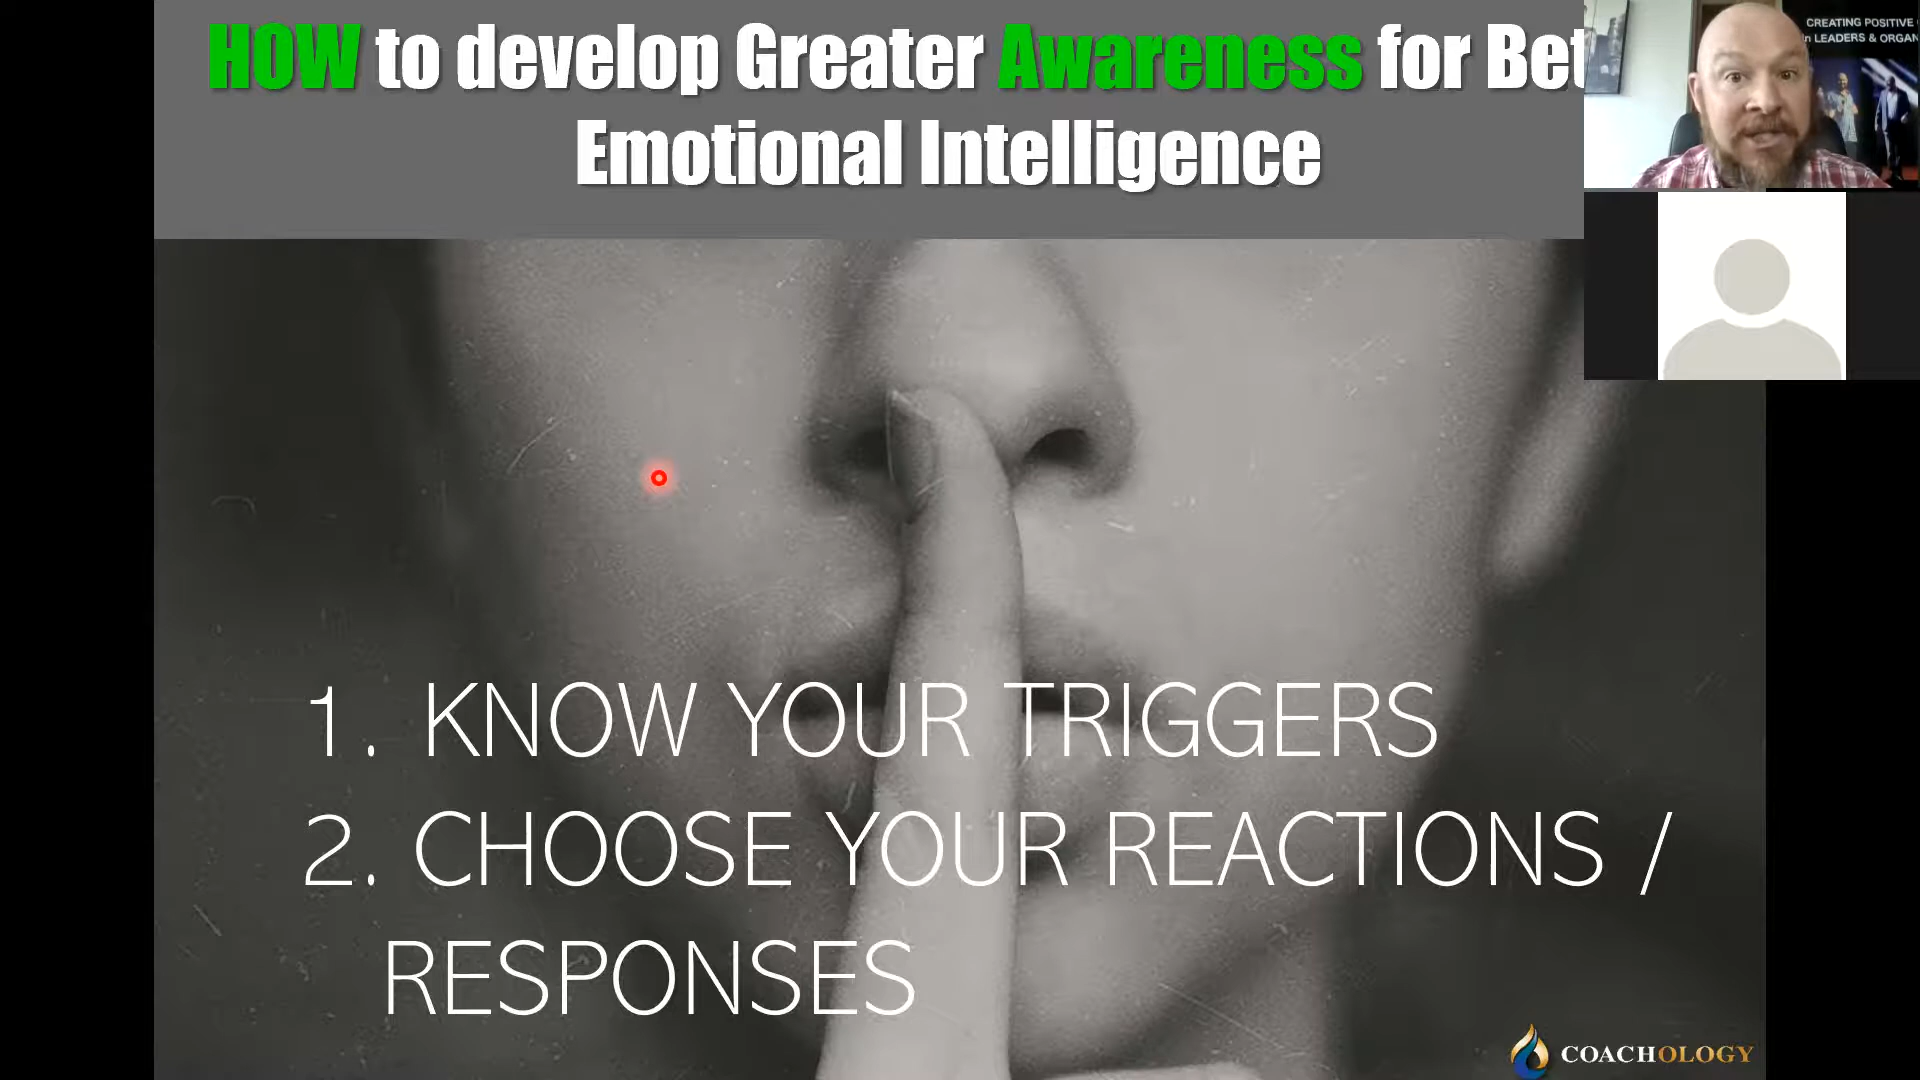 HOW to develop Greater Awareness for Bet
Emotional Intelligence
CREATING POSITIVE
in LEADERS & ORGAN
1. KNOW YOUR TRIGGERS
2. CHOOSE YOUR REACTIONS /
RESPONSES
COACHOLOGY